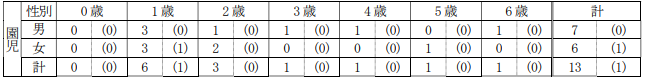 園児 性別 0歳 1歳 2歳 3歳 4歳 5歳 6歳 計
男 0 (0) 3 (0) 1 (0) 1 (0) 1 (0) 0 (0) 1 (0) 7 (0)
女 0 (0) 3 (1) 2 (0) 0 (0) 0 (0) 1 (0) 0 (0) 6 (1)
計 0 (0) 6 (1) 3 (0) 1 (0) 1 (0) 1 (0) 1 (0) 13 (1)